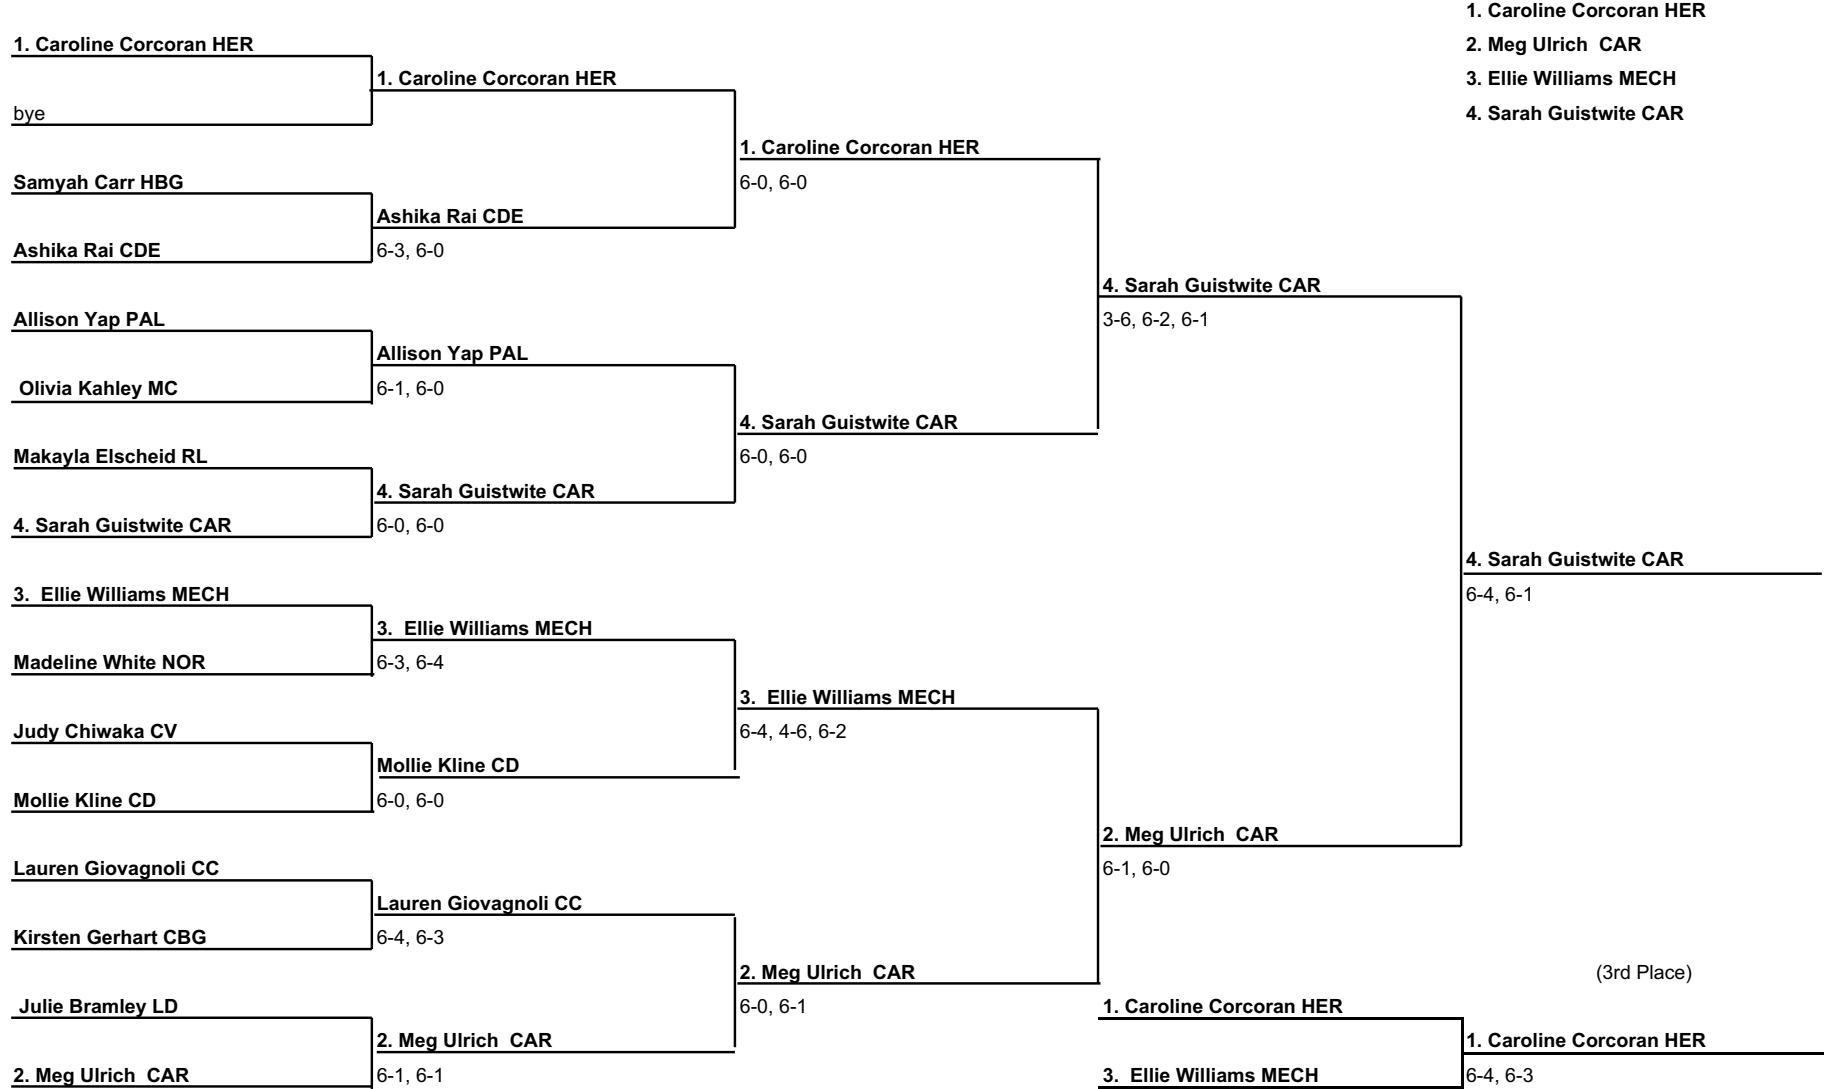 1. Caroline Corcoran HER
2. Meg Ulrich CAR
3. Ellie Williams MECH
4. Sarah Guistwite CAR
1. Caroline Corcoran HER
bye
Samyah Carr HBG
Ashika Rai CDE
Allison Yap PAL
Olivia Kahley MC
Makayla Elscheid RL
4. Sarah Guistwite CAR
3. Ellie Williams MECH
Madeline White NOR
Judy Chiwaka CV
Mollie Kline CD
Lauren Giovagnoli CC
Kirsten Gerhart CBG
Julie Bramley LD
2. Meg Ulrich CAR
1. Caroline Corcoran HER
Ashika Rai CDE
6-3, 6-0
Allison Yap PAL
6-1, 6-0
4. Sarah Guistwite CAR
6-0, 6-0
3. Ellie Williams MECH
6-3, 6-4
Mollie Kline CD
6-0, 6-0
Lauren Giovagnoli CC
6-4, 6-3
2. Meg Ulrich CAR
6-1, 6-1
1. Caroline Corcoran HER
6-0, 6-0
4. Sarah Guistwite CAR
6-0, 6-0
3. Ellie Williams MECH
6-4, 4-6, 6-2
2. Meg Ulrich CAR
6-0, 6-1
4. Sarah Guistwite CAR
3-6, 6-2, 6-1
2. Meg Ulrich CAR
6-1, 6-0
4. Sarah Guistwite CAR
6-4, 6-1
(3rd Place)
1. Caroline Corcoran HER
3. Ellie Williams MECH
1. Caroline Corcoran HER
6-4, 6-3